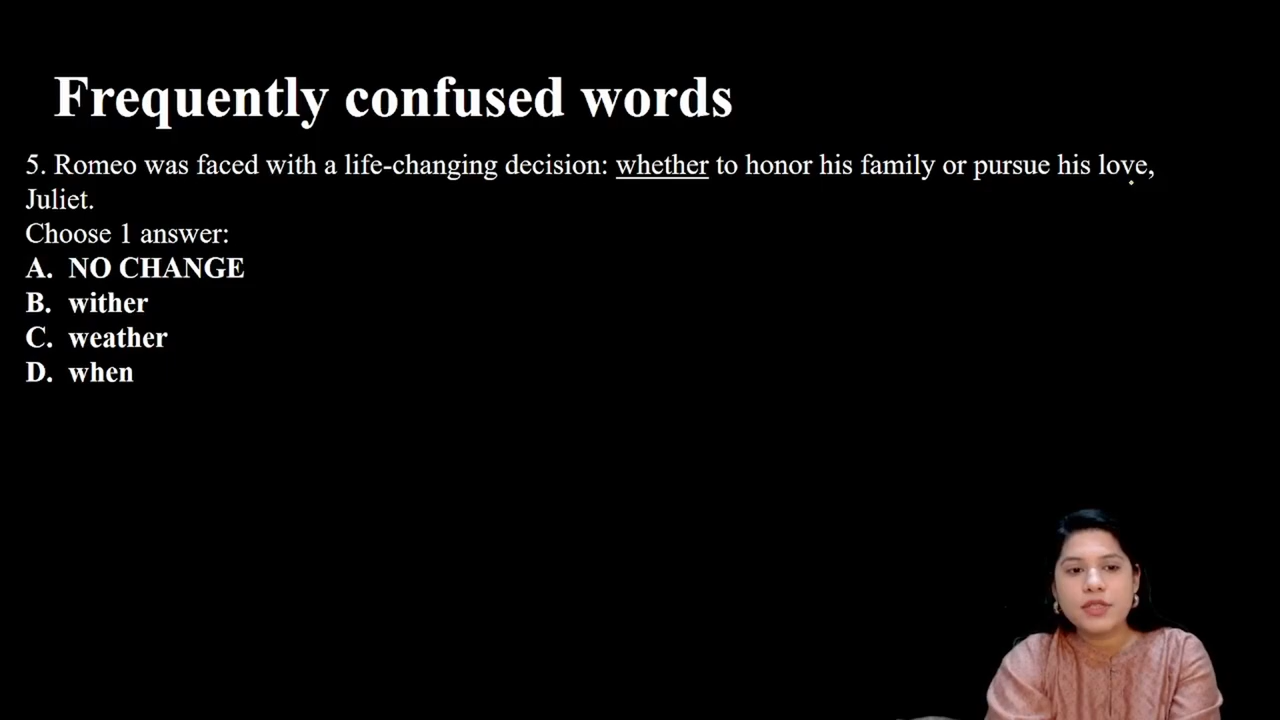 Frequently confused words
5. Romeo was faced with a life-changing decision: whether to honor his family or pursue his love,
Juliet.
Choose 1 answer:
A. NO CHANGE
B. wither
C. weather
D. when